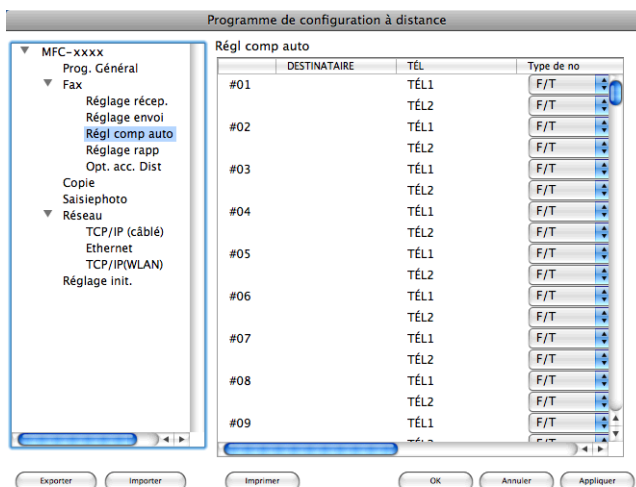 Programme de configuration à distance
MFC-xxxx
Prog. Général
Fax
Réglage récep.
Réglage envoi
Régl comp auto
Réglage rapp
Opt. acc. Dist
Copie
Saisiephoto
Réseau
TCP/IP (câblé)
Ethernet
TCP/IP(WLAN)
Réglage init.
Régl comp auto
DESTINATAIRE TÉL Type de no
#01 TÉL1 F/T
TÉL2 F/T
#02 TÉL1 F/T
TÉL2 F/T
#03 TÉL1 F/T
TÉL2 F/T
#04 TÉL1 F/T
TÉL2 F/T
#05 TÉL1 F/T
TÉL2 F/T
#06 TÉL1 F/T
TÉL2 F/T
#07 TÉL1 F/T
TÉL2 F/T
#08 TÉL1 F/T
TÉL2 F/T
#09 TÉL1 F/T
TÉL2 F/T
Exporter Importer Imprimer OK Annuler Appliquer